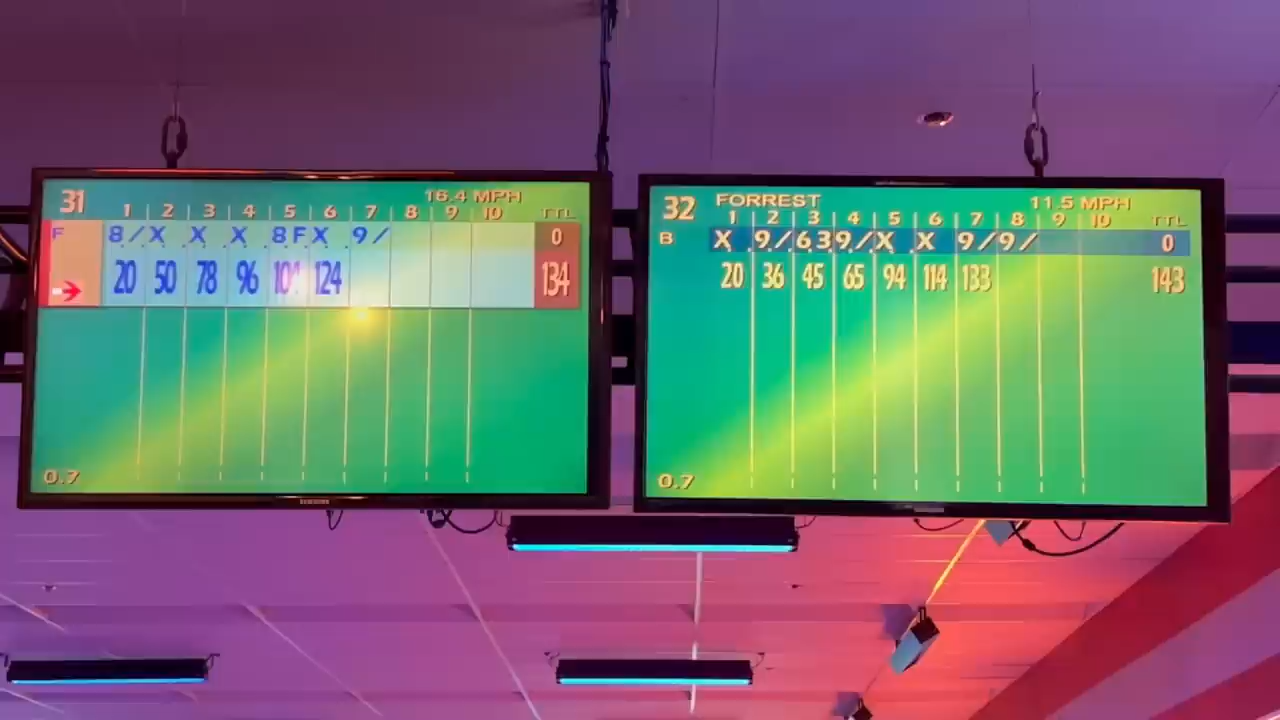 31 16.4 MPH
1 2 3 4 5 6 7 8 9 10 TTL
F 8/ X X X 8F X 9/ 0
20 50 78 96 104 124 134
0.7
SAMSUNG
32 FORREST 11.5 MPH
1 2 3 4 5 6 7 8 9 10 TTL
B X 9/ 63 9/ X X 9/ 9/ 0
20 36 45 65 94 114 133 143
0.7